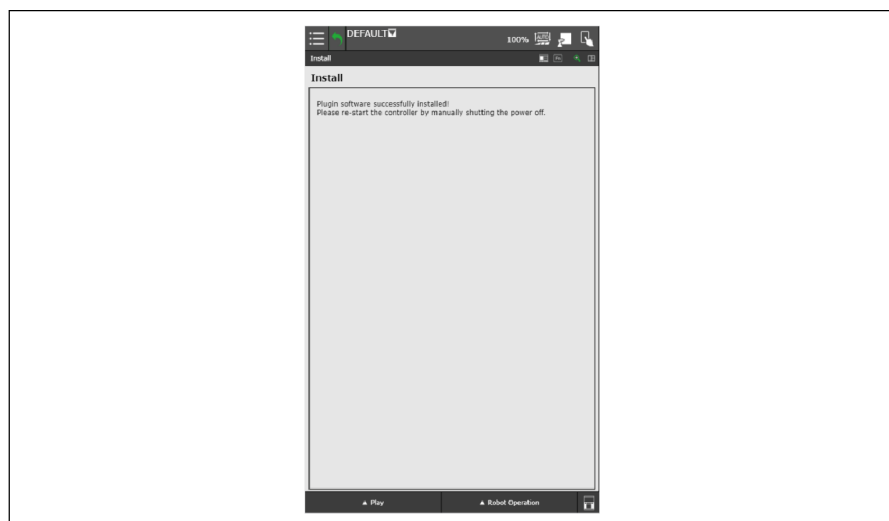 DEFAULT
100%
AUTO
Install
Install
Plugin software successfully installed!
Please re-start the controller by manually shutting the power off.
▲ Play
▲ Robot Operation